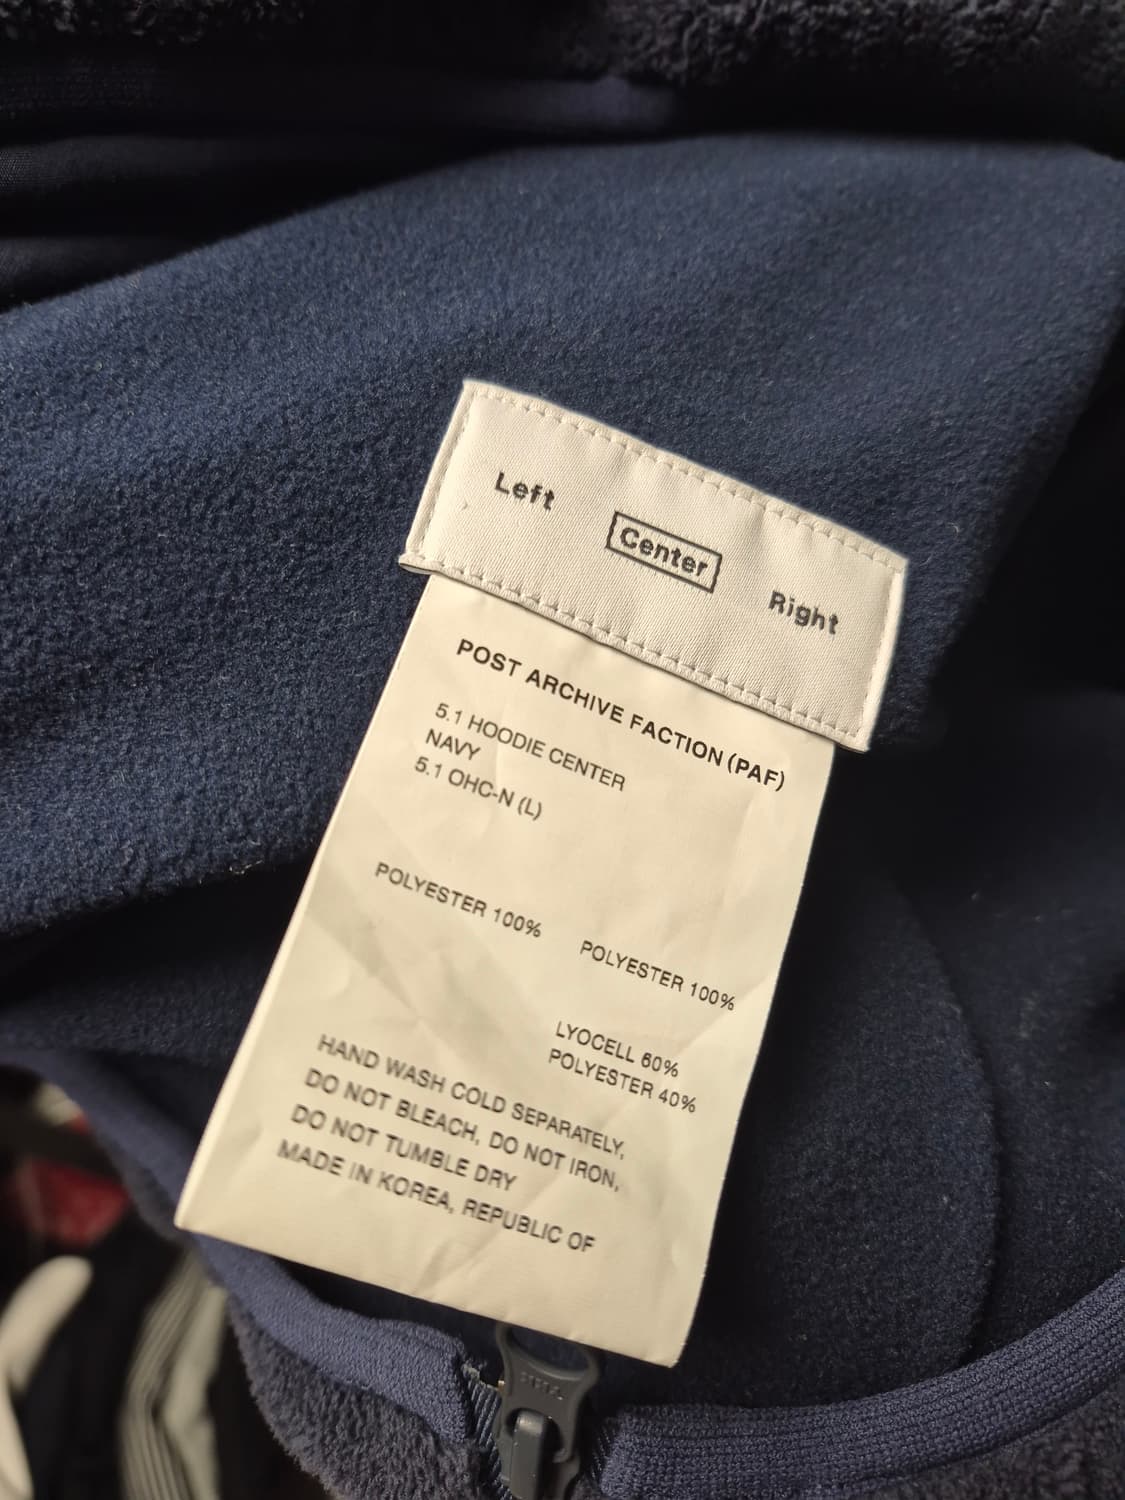 Left
Center
Right
POST ARCHIVE FACTION (PAF)
5.1 HOODIE CENTER
NAVY
5.1 OHC-N (L)
POLYESTER 100%
POLYESTER 100%
LYOCELL 60%
POLYESTER 40%
HAND WASH COLD SEPARATELY,
DO NOT BLEACH, DO NOT IRON,
DO NOT TUMBLE DRY
MADE IN KOREA, REPUBLIC OF